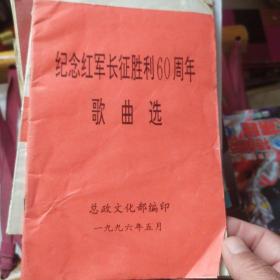 纪念红军长征胜利60周年
歌曲选
总政文化部编印
一九九六年五月